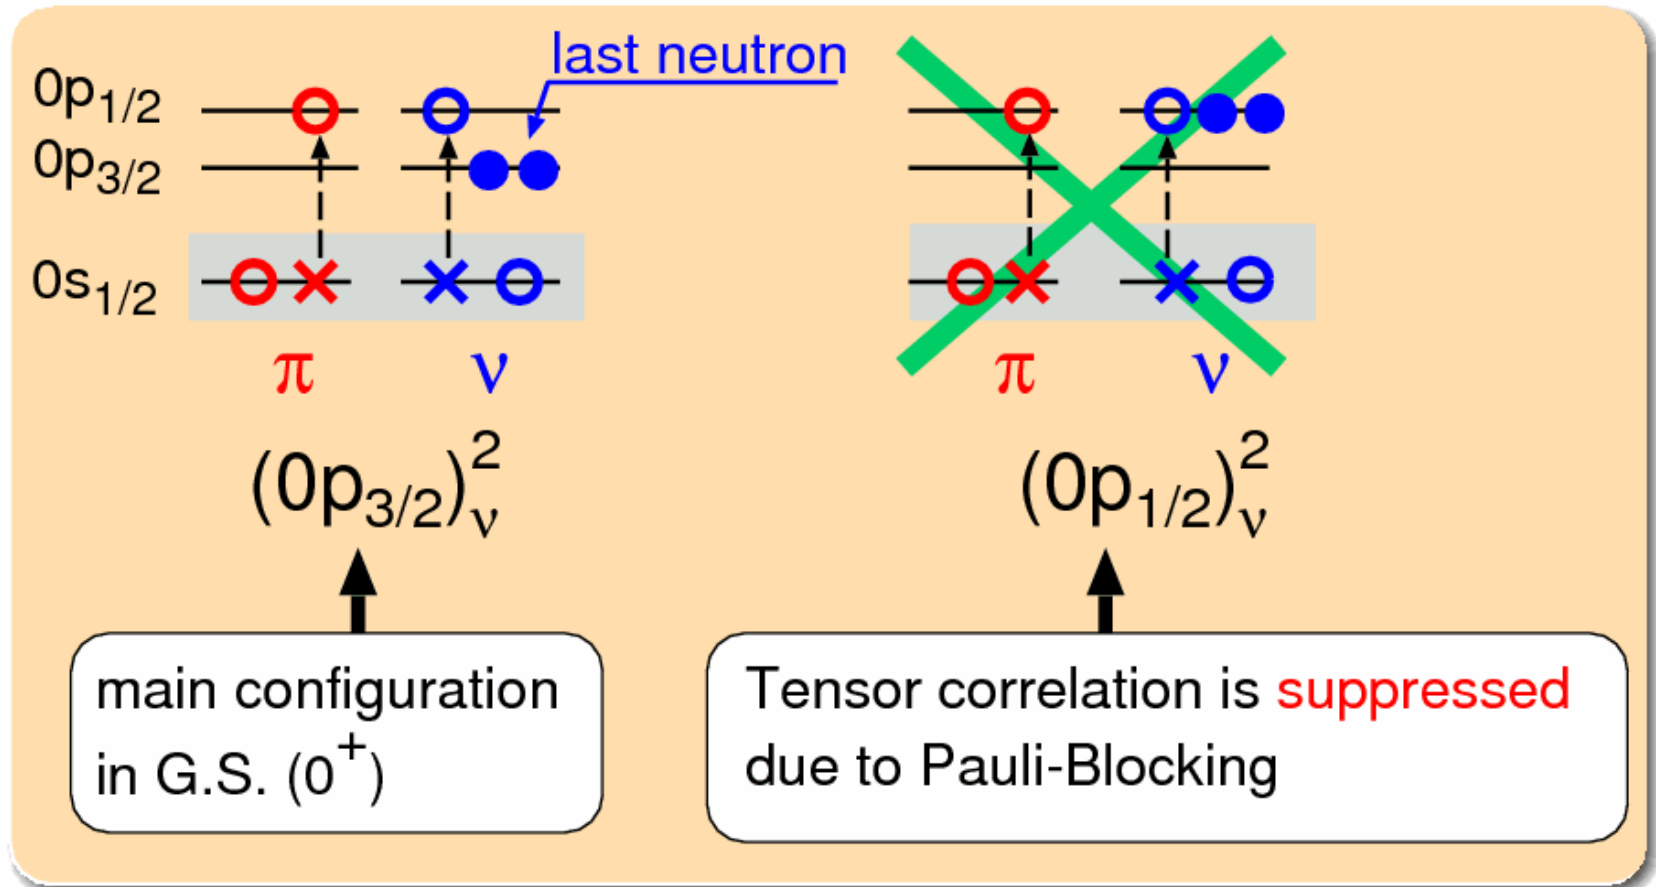 last neutron
0p1/2
0p3/2
0s1/2
π ν
π ν
(0p3/2)²ν
(0p1/2)²ν
main configuration
in G.S. (0⁺)
Tensor correlation is suppressed
due to Pauli-Blocking